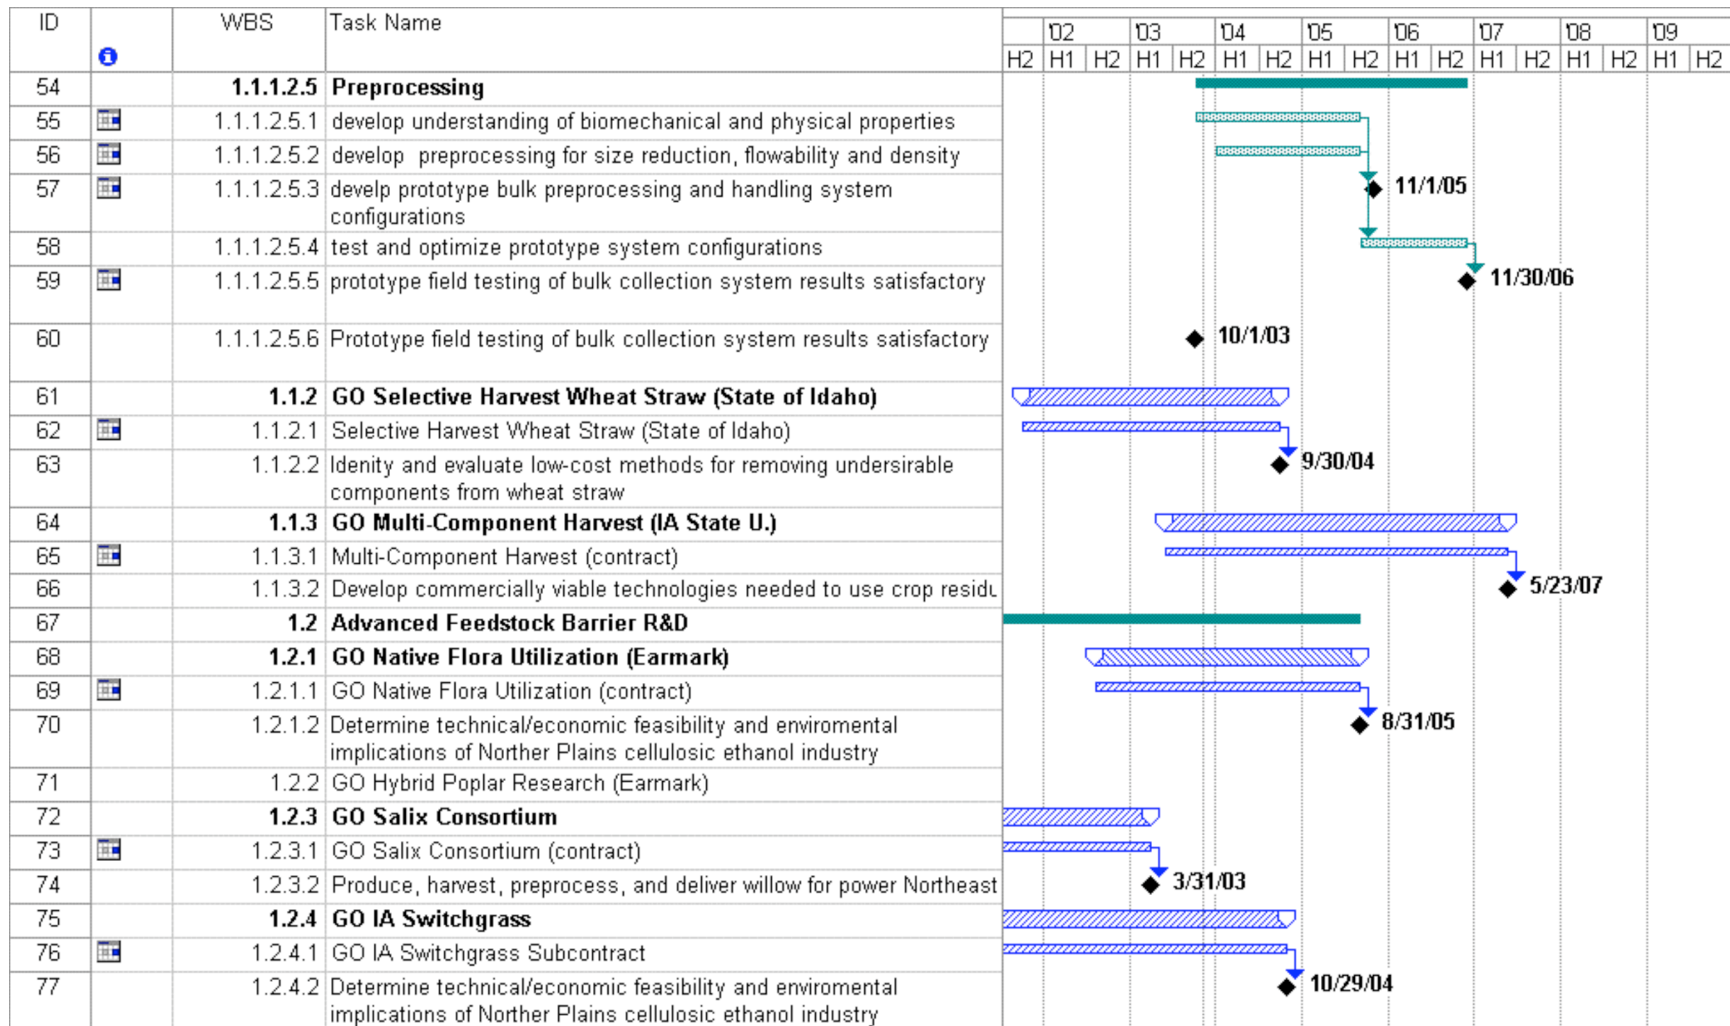 ID WBS Task Name '02 '03 '04 '05 '06 '07 '08 '09
H2 H1 H2 H1 H2 H1 H2 H1 H2 H1 H2 H1 H2 H1 H2 H1 H2
54 1.1.1.2.5 Preprocessing
55 1.1.1.2.5.1 develop understanding of biomechanical and physical properties
56 1.1.1.2.5.2 develop preprocessing for size reduction, flowability and density
57 1.1.1.2.5.3 develp prototype bulk preprocessing and handling system 11/1/05
configurations
58 1.1.1.2.5.4 test and optimize prototype system configurations
59 1.1.1.2.5.5 prototype field testing of bulk collection system results satisfactory 11/30/06
60 1.1.1.2.5.6 Prototype field testing of bulk collection system results satisfactory 10/1/03
61 1.1.2 GO Selective Harvest Wheat Straw (State of Idaho)
62 1.1.2.1 Selective Harvest Wheat Straw (State of Idaho)
63 1.1.2.2 Idenity and evaluate low-cost methods for removing undersirable 9/30/04
components from wheat straw
64 1.1.3 GO Multi-Component Harvest (IA State U.)
65 1.1.3.1 Multi-Component Harvest (contract)
66 1.1.3.2 Develop commercially viable technologies needed to use crop residu 5/23/07
67 1.2 Advanced Feedstock Barrier R&D
68 1.2.1 GO Native Flora Utilization (Earmark)
69 1.2.1.1 GO Native Flora Utilization (contract)
70 1.2.1.2 Determine technical/economic feasibility and enviromental 8/31/05
implications of Norther Plains cellulosic ethanol industry
71 1.2.2 GO Hybrid Poplar Research (Earmark)
72 1.2.3 GO Salix Consortium
73 1.2.3.1 GO Salix Consortium (contract)
74 1.2.3.2 Produce, harvest, preprocess, and deliver willow for power Northeast 3/31/03
75 1.2.4 GO IA Switchgrass
76 1.2.4.1 GO IA Switchgrass Subcontract
77 1.2.4.2 Determine technical/economic feasibility and enviromental 10/29/04
implications of Norther Plains cellulosic ethanol industry